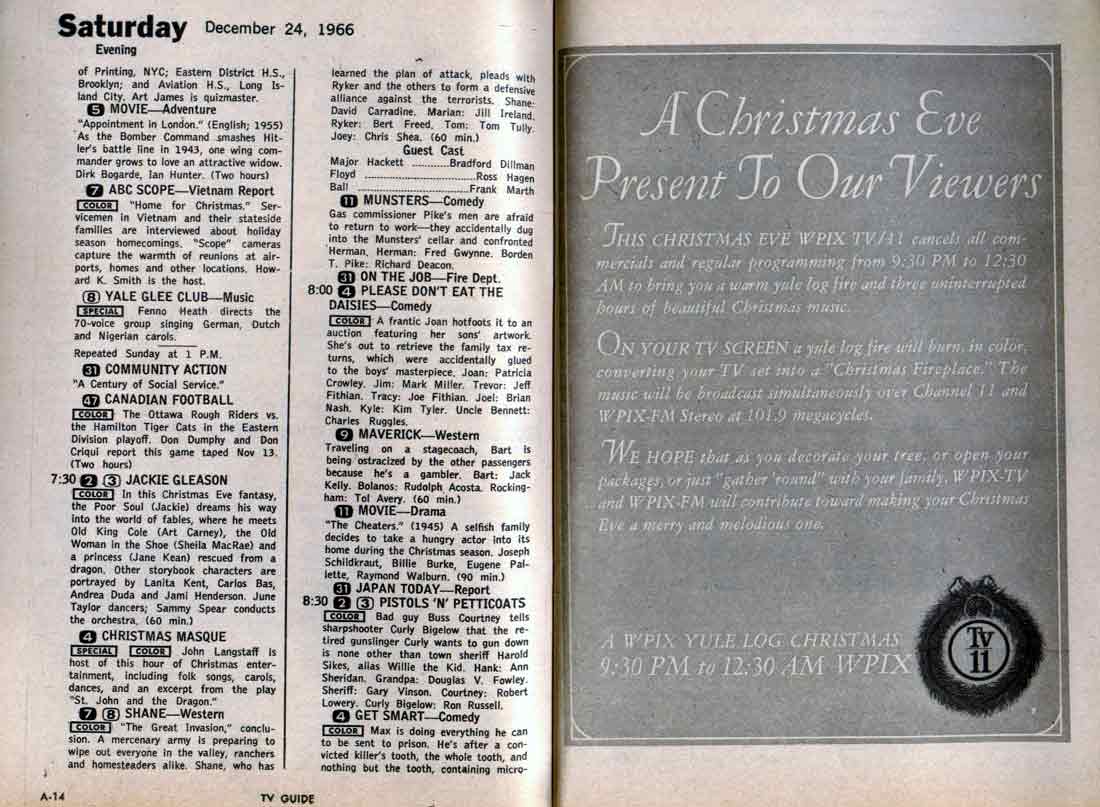 Saturday December 24, 1966
Evening
of Printing, NYC; Eastern District H.S.,
Brooklyn; and Aviation H.S., Long Is-
land City. Art James is quizmaster.
5 MOVIE—Adventure
"Appointment in London." (English; 1955)
As the Bomber Command smashes Hit-
ler's battle line in 1943, one wing com-
mander grows to love an attractive widow.
Dirk Bogarde, Ian Hunter. (Two hours)
7 ABC SCOPE—Vietnam Report
COLOR "Home for Christmas." Ser-
vicemen in Vietnam and their stateside
families are interviewed about holiday
season homecomings. "Scope" cameras
capture the warmth of reunions at air-
ports, homes and other locations. How-
ard K. Smith is the host.
8 YALE GLEE CLUB—Music
SPECIAL Fenno Heath directs the
70-voice group singing German, Dutch
and Nigerian carols.
Repeated Sunday at 1 P.M.
31 COMMUNITY ACTION
"A Century of Social Service."
47 CANADIAN FOOTBALL
COLOR The Ottawa Rough Riders vs.
the Hamilton Tiger Cats in the Eastern
Division playoff. Don Dumphy and Don
Criqui report this game taped Nov 13.
(Two hours)
7:30 2 3 JACKIE GLEASON
COLOR In this Christmas Eve fantasy,
the Poor Soul (Jackie) dreams his way
into the world of fables, where he meets
Old King Cole (Art Carney), the Old
Woman in the Shoe (Sheila MacRae) and
a princess (Jane Kean) rescued from a
dragon. Other storybook characters are
portrayed by Lanita Kent, Carlos Bas,
Andrea Duda and Jami Henderson. June
Taylor dancers; Sammy Spear conducts
the orchestra. (60 min.)
4 CHRISTMAS MASQUE
SPECIAL COLOR John Langstaff is
host of this hour of Christmas enter-
tainment, including folk songs, carols,
dances, and an excerpt from the play
"St. John and the Dragon."
7 8 SHANE—Western
COLOR "The Great Invasion," conclu-
sion. A mercenary army is preparing to
wipe out everyone in the valley, ranchers
and homesteaders alike. Shane, who has
learned the plan of attack, pleads with
Ryker and the others to form a defensive
alliance against the terrorists. Shane:
David Carradine. Marian: Jill Ireland.
Ryker: Bert Freed. Tom: Tom Tully.
Joey: Chris Shea. (60 min.)
Guest Cast
Major Hackett ............Bradford Dillman
Floyd ..............................Ross Hagen
Ball ..............................Frank Marth
11 MUNSTERS—Comedy
Gas commissioner Pike's men are afraid
to return to work—they accidentally dug
into the Munsters' cellar and confronted
Herman. Herman: Fred Gwynne. Borden
T. Pike: Richard Deacon.
31 ON THE JOB—Fire Dept.
8:00 4 PLEASE DON'T EAT THE
DAISIES—Comedy
COLOR A frantic Joan hotfoots it to an
auction featuring her sons' artwork.
She's out to retrieve the family tax re-
turns, which were accidentally glued
to the boys' masterpiece. Joan: Patricia
Crowley. Jim: Mark Miller. Trevor: Jeff
Fithian. Tracy: Joe Fithian. Joel: Brian
Nash. Kyle: Kim Tyler. Uncle Bennett:
Charles Ruggles.
9 MAVERICK—Western
Traveling on a stagecoach, Bart is
being ostracized by the other passengers
because he's a gambler. Bart: Jack
Kelly. Bolanos: Rudolph Acosta. Rocking-
ham: Tol Avery. (60 min.)
11 MOVIE—Drama
"The Cheaters." (1945) A selfish family
decides to take a hungry actor into its
home during the Christmas season. Joseph
Schildkraut, Billie Burke, Eugene Pal-
lette, Raymond Walburn. (90 min.)
31 JAPAN TODAY—Report
8:30 2 3 PISTOLS 'N' PETTICOATS
COLOR Bad guy Buss Courtney tells
sharpshooter Curly Bigelow that the re-
tired gunslinger Curly wants to gun down
is none other than town sheriff Harold
Sikes, alias Willie the Kid. Hank: Ann
Sheridan. Grandpa: Douglas V. Fowley.
Sheriff: Gary Vinson. Courtney: Robert
Lowery. Curly Bigelow: Ron Russell.
4 GET SMART—Comedy
COLOR Max is doing everything he can
to be sent to prison. He's after a con-
victed killer's tooth, the whole tooth, and
nothing but the tooth, containing micro-
A-14 TV GUIDE
A Christmas Eve
Present To Our Viewers
THIS CHRISTMAS EVE WPIX TV/11 cancels all com-
mercials and regular programming from 9:30 PM to 12:30
AM to bring you a warm yule log fire and three uninterrupted
hours of beautiful Christmas music.
ON YOUR TV SCREEN a yule log fire will burn, in color,
converting your TV set into a "Christmas Fireplace." The
music will be broadcast simultaneously over Channel 11 and
WPIX-FM Stereo at 101.9 megacycles.
WE HOPE that as you decorate your tree, or open your
packages, or just "gather 'round" with your family, WPIX-TV
and WPIX-FM will contribute toward making your Christmas
Eve a merry and melodious one.
A WPIX YULE LOG CHRISTMAS
9:30 PM to 12:30 AM WPIX
TV
11